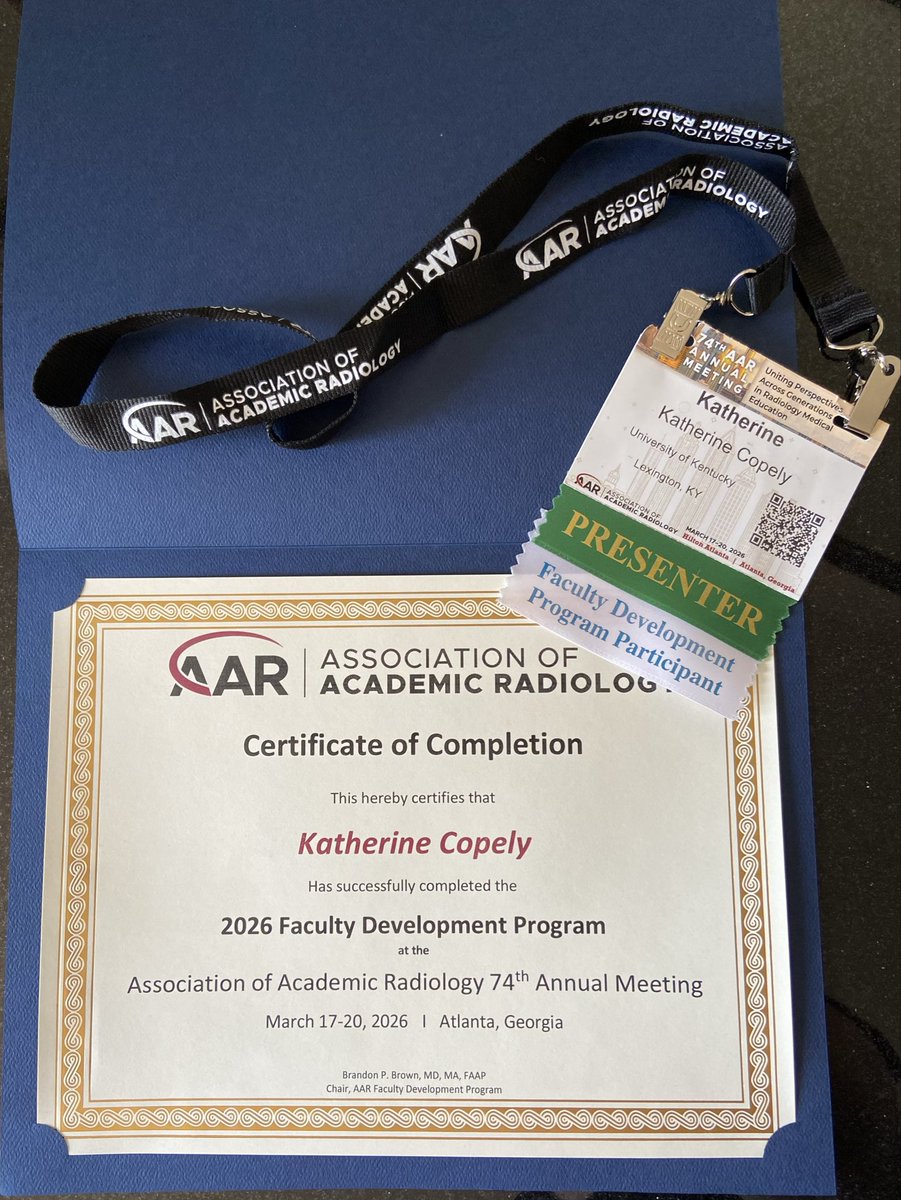 ASSOCIATION OF
ACADEMIC RADIOLOGY
AAR
AAR
ASSOCIATION OF
ACADEMIC RADIOLOGY
AAR
ASSOCIATION OF
ACADEMIC RADIOLOGY
74TH AAR
ANNUAL
MEETING
Uniting Perspectives
Across Generations
in Radiology Medical
Education
Katherine
Katherine Copely
University of Kentucky
Lexington, KY
AAR
ASSOCIATION OF
ACADEMIC RADIOLOGY
MARCH 17-20, 2026
Hilton Atlanta | Atlanta, Georgia
PRESENTER
Faculty Development
Program Participant
AAR
ASSOCIATION OF
ACADEMIC RADIOLOGY
Certificate of Completion
This hereby certifies that
Katherine Copely
Has successfully completed the
2026 Faculty Development Program
at the
Association of Academic Radiology 74th Annual Meeting
March 17-20, 2026 I Atlanta, Georgia
Brandon P. Brown, MD, MA, FAAP
Chair, AAR Faculty Development Program